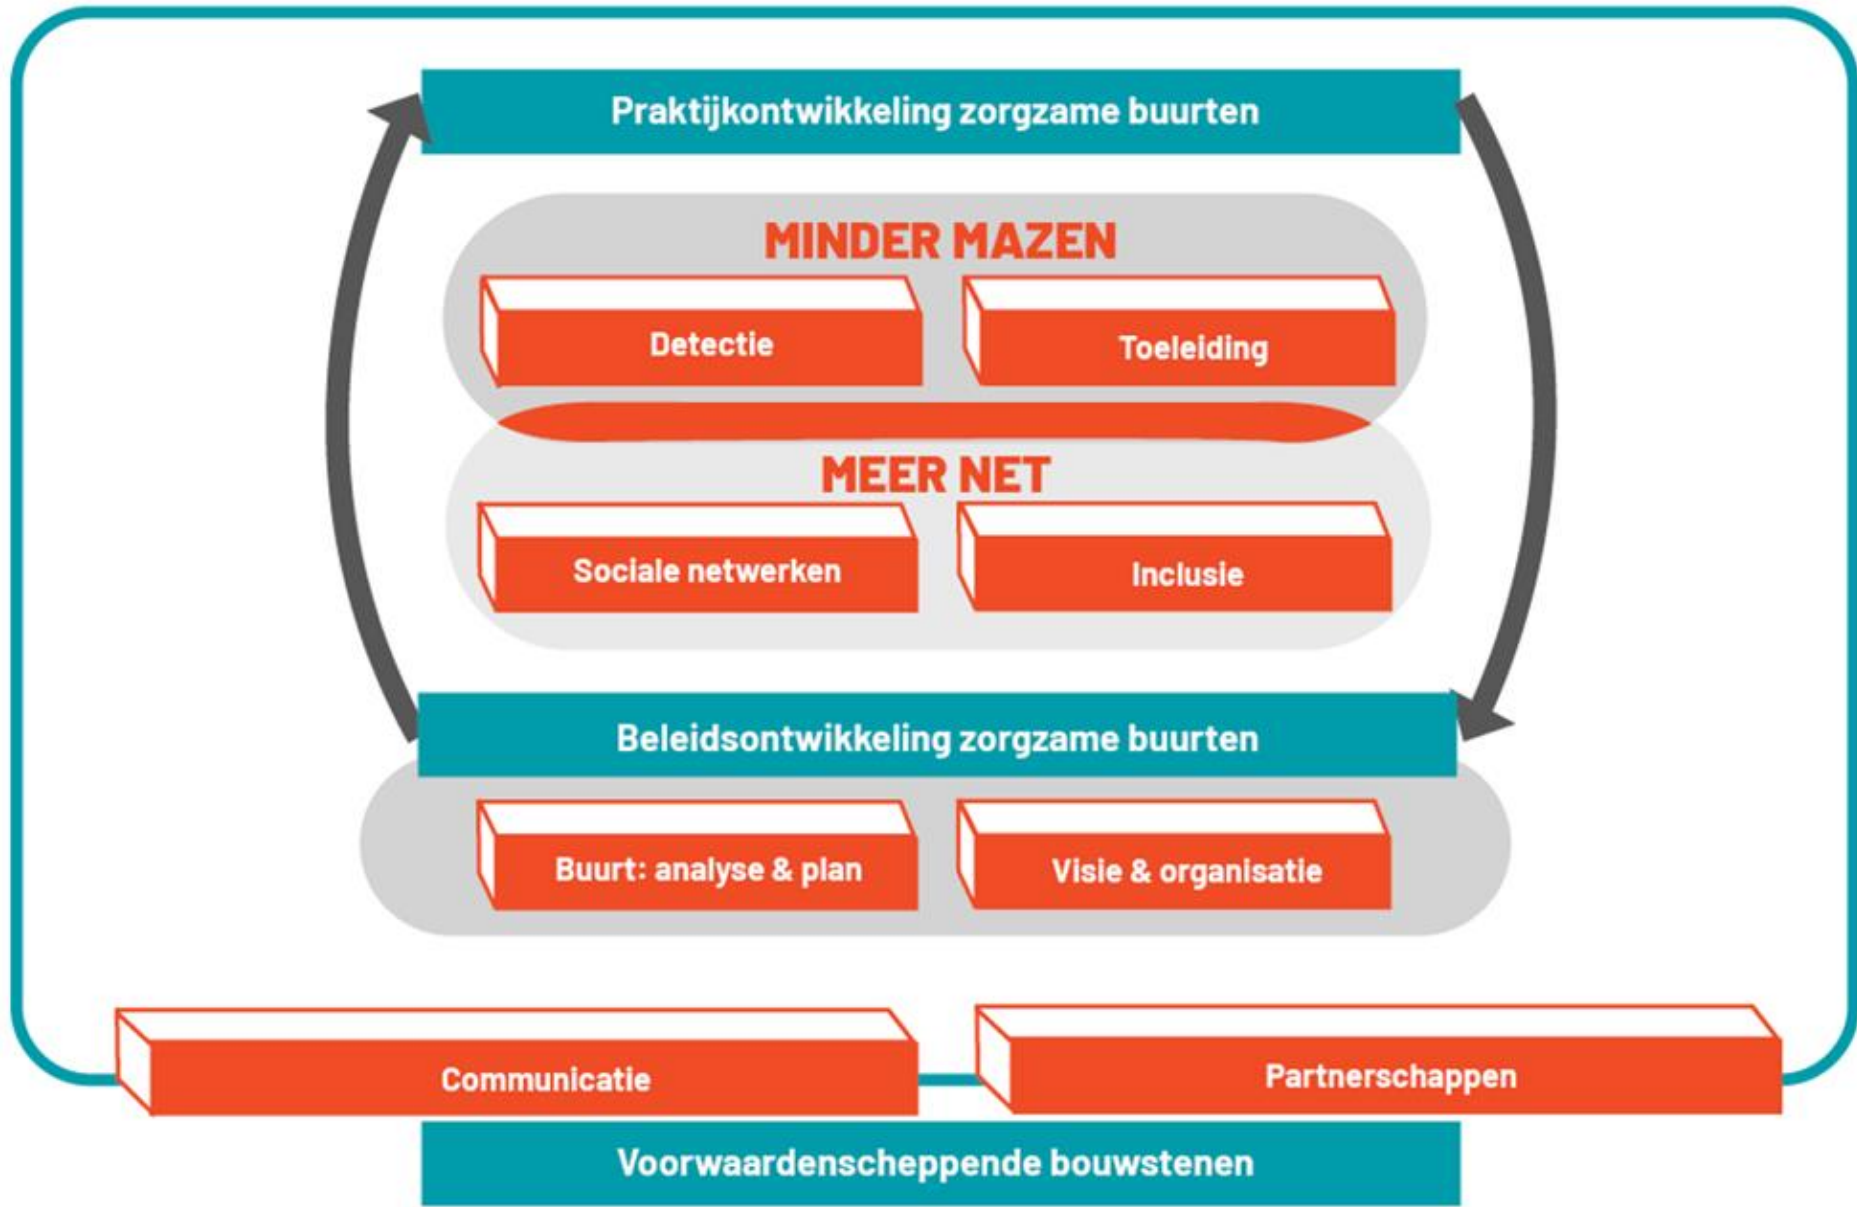 Praktijkontwikkeling zorgzame buurten
MINDER MAZEN
Detectie
Toeleiding
MEER NET
Sociale netwerken
Inclusie
Beleidsontwikkeling zorgzame buurten
Buurt: analyse & plan
Visie & organisatie
Communicatie
Partnerschappen
Voorwaardenscheppende bouwstenen